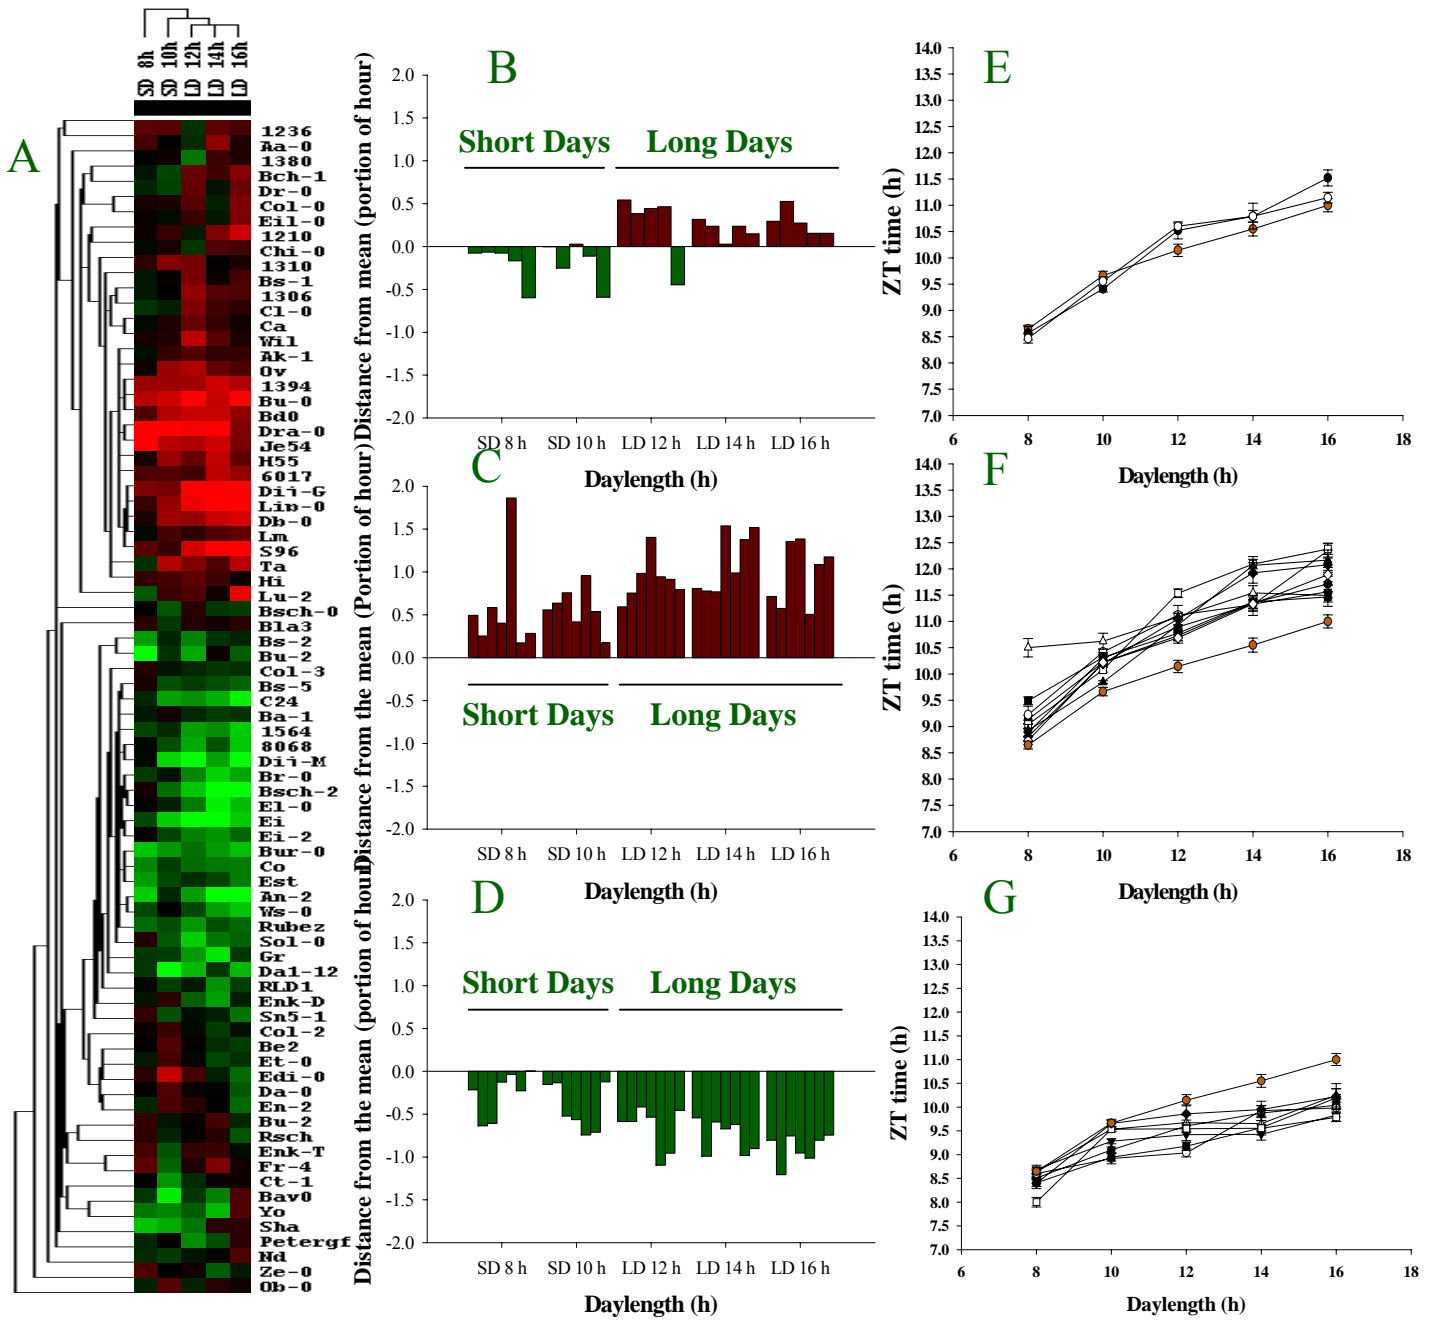 A
SD 8h
SD 10h
LD 12h
LD 14h
LD 16h
1236
Aa-0
1380
Bch-1
Dr-0
Col-0
Eil-0
1210
Chi-0
1310
Bs-1
1306
Cl-0
Ca
Wil
Ak-1
Ov
1394
Bu-0
Bd0
Dra-0
Je54
H55
6017
Dij-G
Lip-0
Db-0
Lm
S96
Ta
Hi
Lu-2
Bsch-0
Bla3
Bs-2
Bu-2
Col-3
Bs-5
C24
Ba-1
1564
8068
Dij-M
Br-0
Bsch-2
El-0
Ei
Ei-2
Bur-0
Co
Est
An-2
Ws-0
Rubez
Sol-0
Gr
Da1-12
RLD1
Enk-D
Sn5-1
Col-2
Be2
Et-0
Edi-0
Da-0
En-2
Bu-2
Rsch
Enk-T
Fr-4
Ct-1
Bay0
Yo
Sha
Petergf
Nd
Ze-0
Ob-0
B
Distance from mean (portion of hour)
2.0
1.5
1.0
0.5
0.0
-0.5
-1.0
-1.5
-2.0
Short Days
Long Days
SD 8 h
SD 10 h
LD 12 h
LD 14 h
LD 16 h
Daylength (h)
C
Distance from the mean (Portion of hour)
2.0
1.5
1.0
0.5
0.0
-0.5
-1.0
-1.5
-2.0
Short Days
Long Days
SD 8 h
SD 10 h
LD 12 h
LD 14 h
LD 16 h
Daylength (h)
D
Distance from the mean (portion of hour)
2.0
1.5
1.0
0.5
0.0
-0.5
-1.0
-1.5
-2.0
Short Days
Long Days
SD 8 h
SD 10 h
LD 12 h
LD 14 h
LD 16 h
Daylength (h)
E
ZT time (h)
14.0
13.5
13.0
12.5
12.0
11.5
11.0
10.5
10.0
9.5
9.0
8.5
8.0
7.5
7.0
6
8
10
12
14
16
18
Daylength (h)
F
ZT time (h)
14.0
13.5
13.0
12.5
12.0
11.5
11.0
10.5
10.0
9.5
9.0
8.5
8.0
7.5
7.0
6
8
10
12
14
16
18
Daylength (h)
G
ZT time (h)
14.0
13.5
13.0
12.5
12.0
11.5
11.0
10.5
10.0
9.5
9.0
8.5
8.0
7.5
7.0
6
8
10
12
14
16
18
Daylength (h)